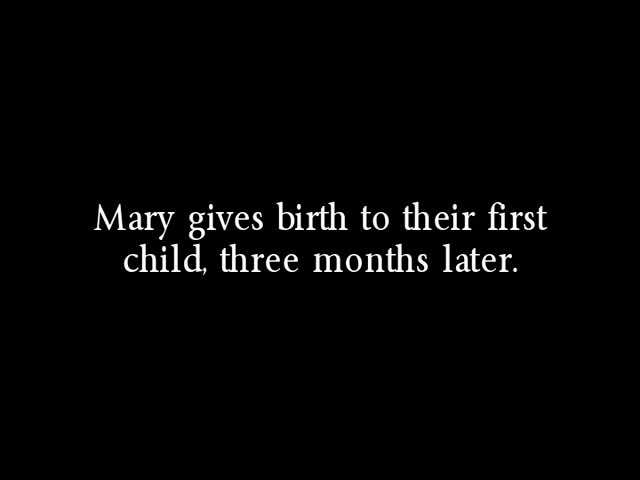 Mary gives birth to their first
child, three months later.